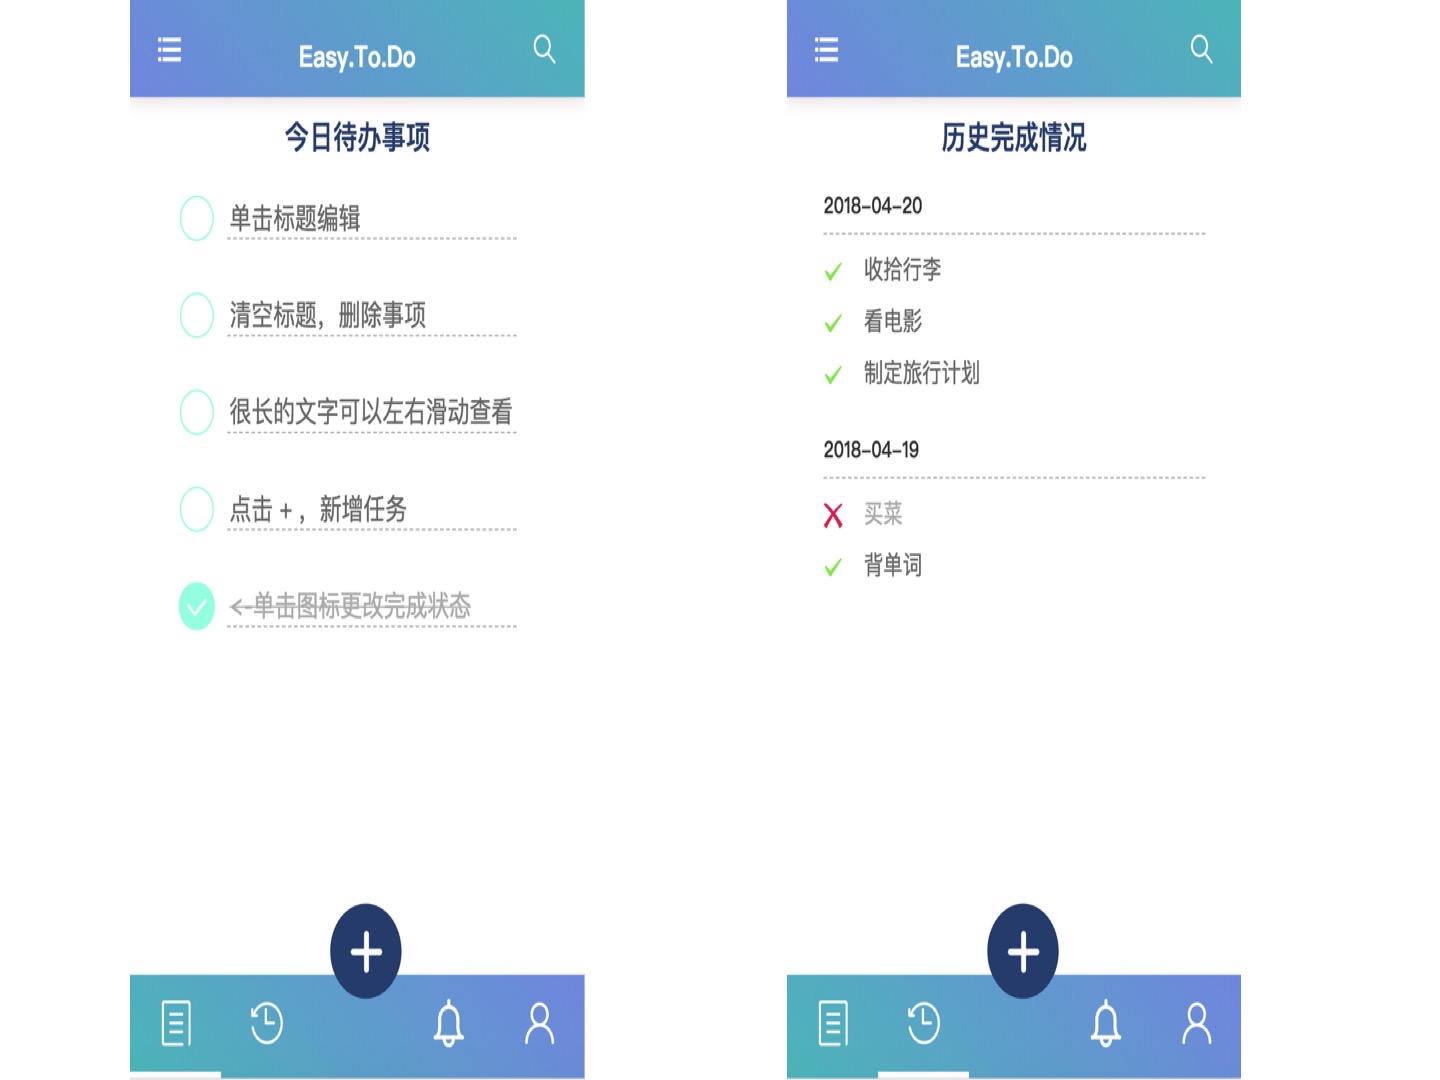 Easy.To.Do
今日待办事项
单击标题编辑
清空标题，删除事项
很长的文字可以左右滑动查看
点击 + ，新增任务
<-单击图标更改完成状态
Easy.To.Do
历史完成情况
2018-04-20
收拾行李
看电影
制定旅行计划
2018-04-19
买菜
背单词